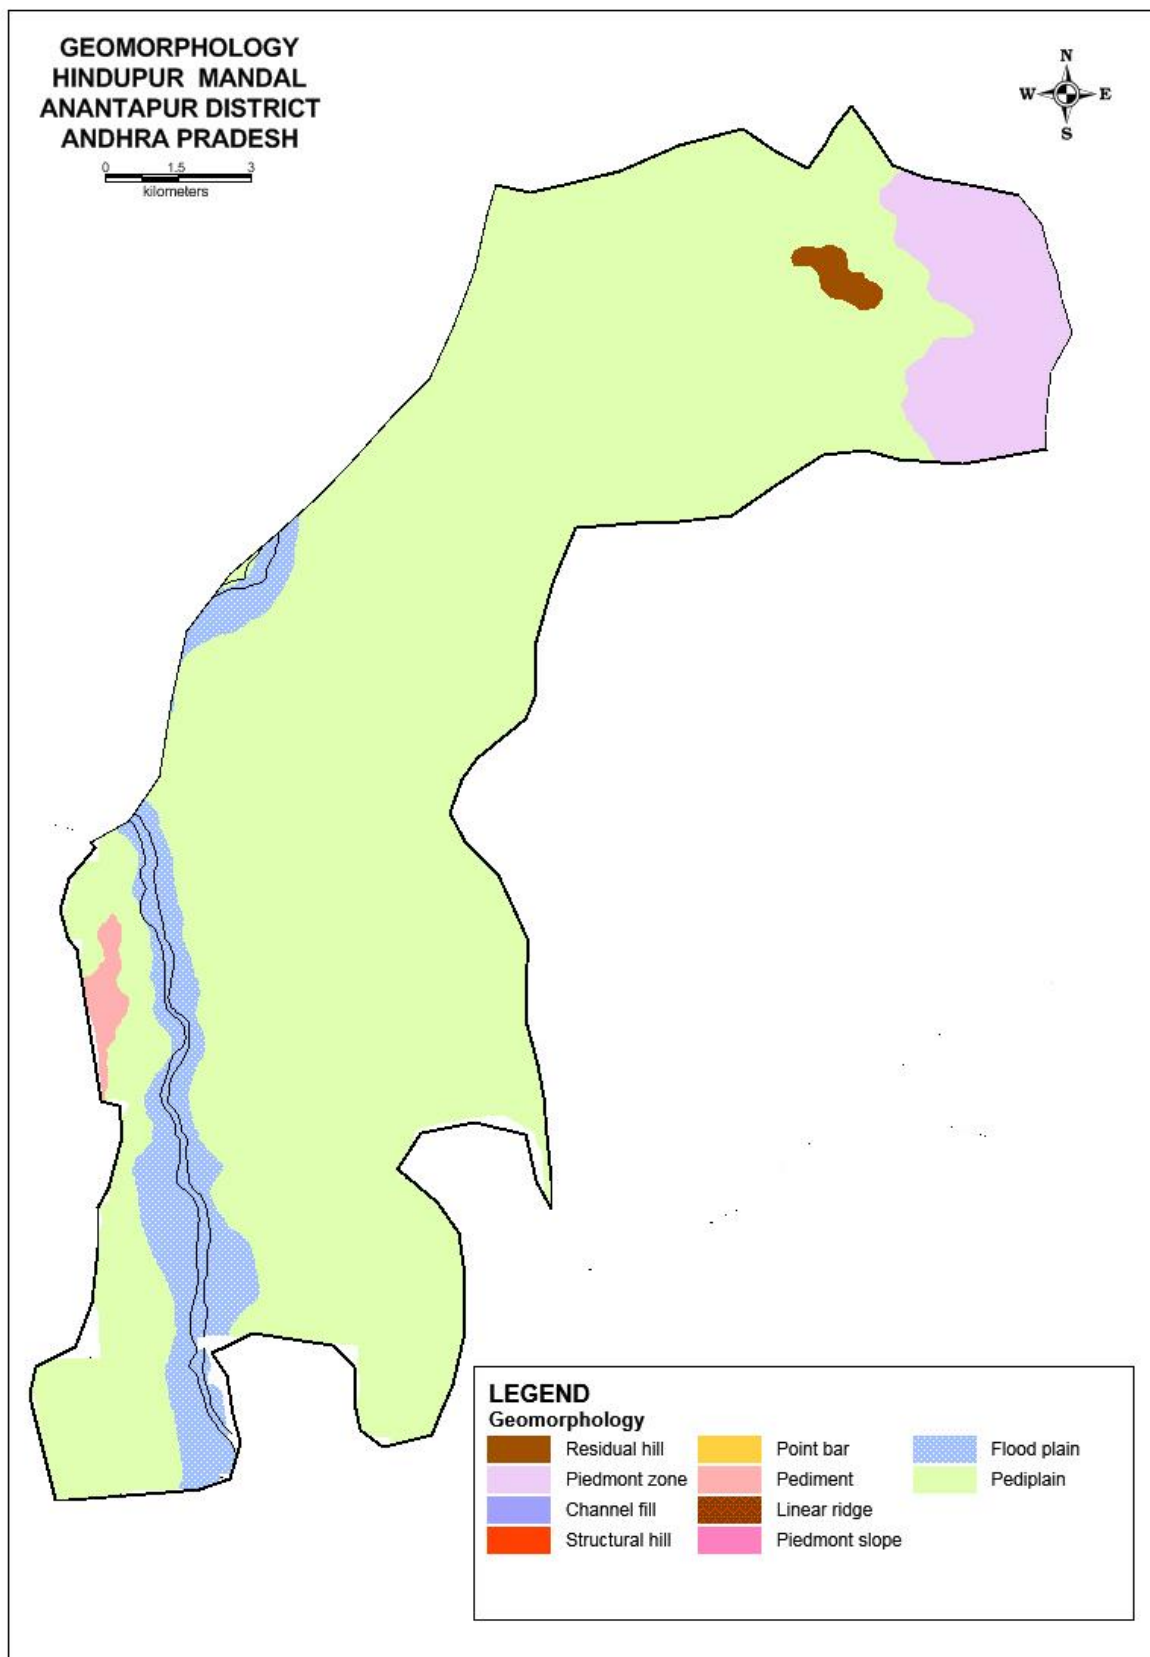 GEOMORPHOLOGY
HINDUPUR MANDAL
ANANTAPUR DISTRICT
ANDHRA PRADESH
0 1.5 3
kilometers
N
W E
S
LEGEND
Geomorphology
Residual hill Point bar Flood plain
Piedmont zone Pediment Pediplain
Channel fill Linear ridge
Structural hill Piedmont slope